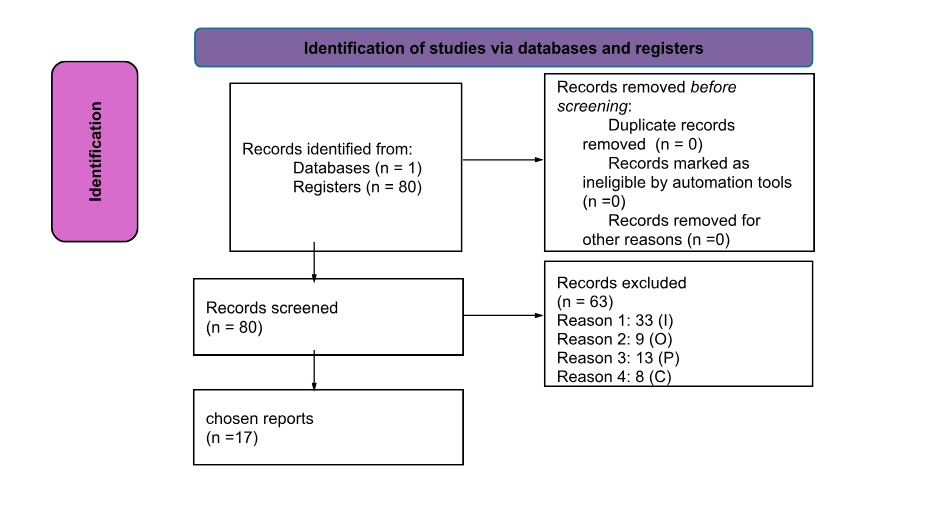 Identification of studies via databases and registers
Identification
Records identified from:
Databases (n = 1)
Registers (n = 80)
Records removed before
screening:
Duplicate records
removed  (n = 0)
Records marked as
ineligible by automation tools
(n =0)
Records removed for
other reasons (n =0)
Records screened
(n = 80)
Records excluded
(n = 63)
Reason 1: 33 (I)
Reason 2: 9 (O)
Reason 3: 13 (P)
Reason 4: 8 (C)
chosen reports
(n =17)